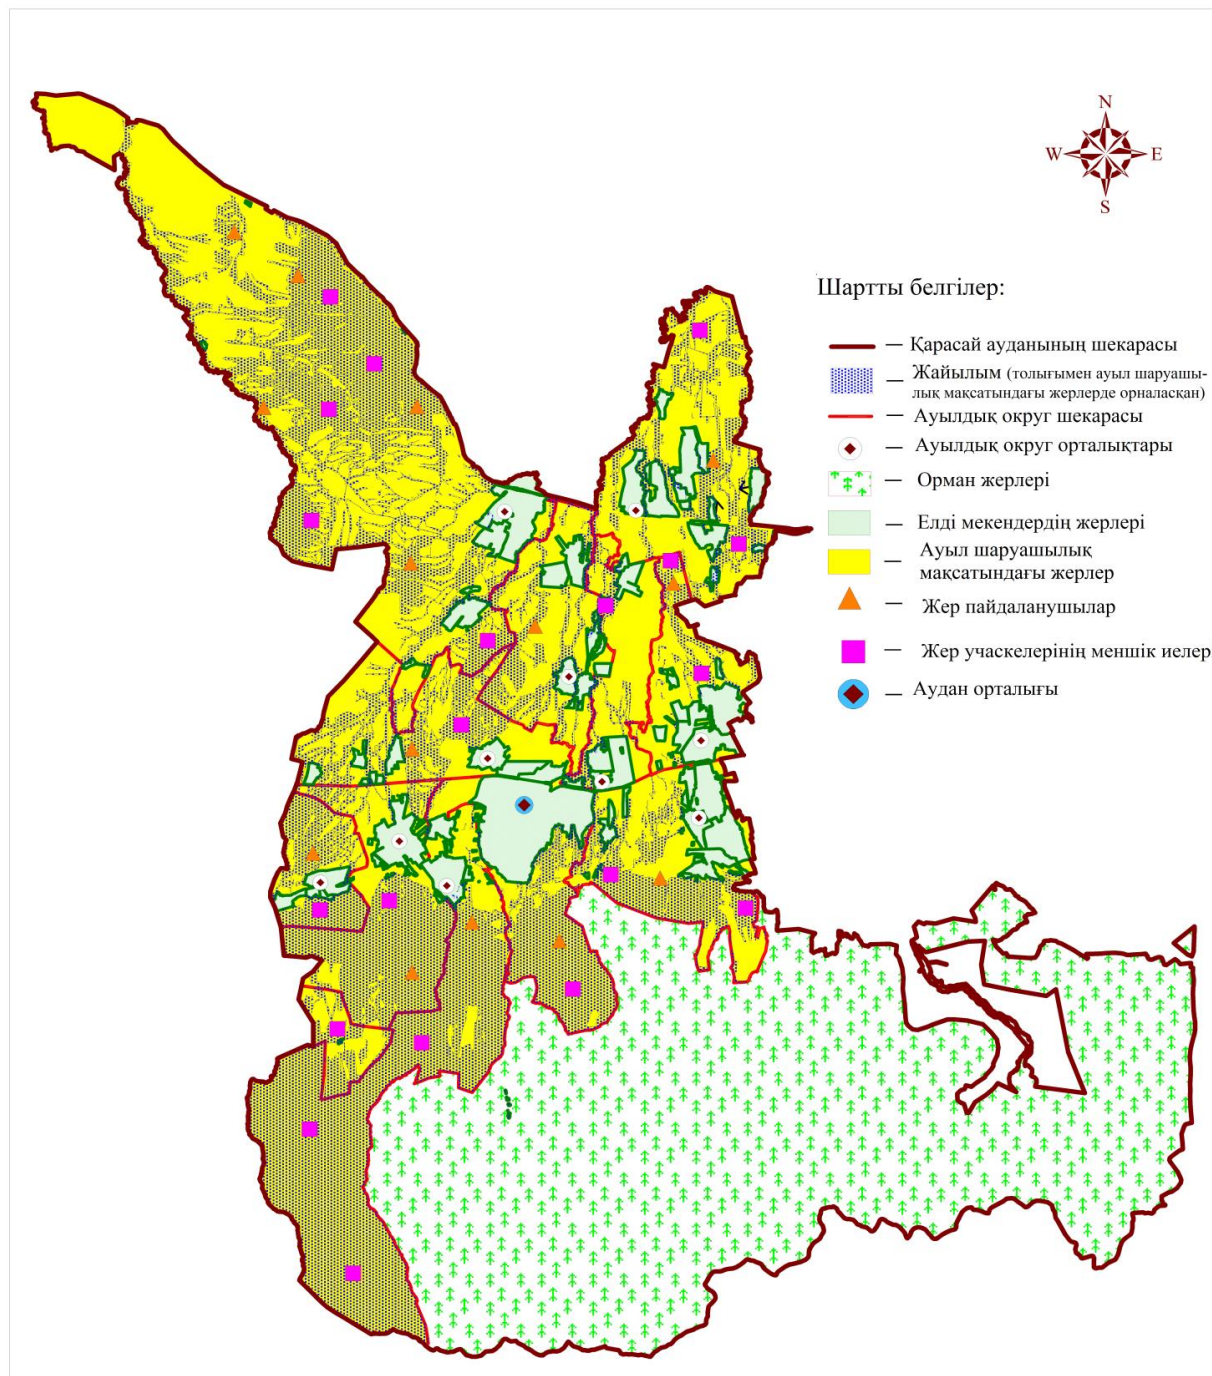 N
W E
S
Шартты белгілер:
— Қарасай ауданының шекарасы
— Жайылым (толығымен ауыл шаруашы-
лық мақсатындағы жерлерде орналасқан)
— Ауылдық округ шекарасы
— Ауылдық округ орталықтары
— Орман жерлері
— Елді мекендердің жерлері
— Ауыл шаруашылық
мақсатындағы жерлер
— Жер пайдаланушылар
— Жер учаскелерінің меншік иелер
— Аудан орталығы